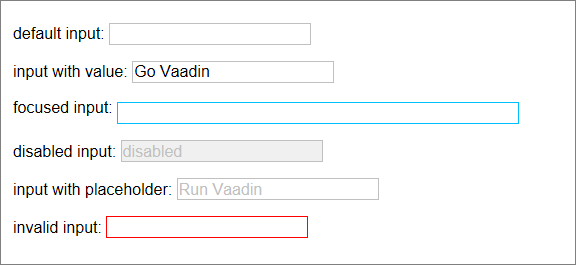 default input:
input with value: Go Vaadin
focused input:
disabled input: disabled
input with placeholder: Run Vaadin
invalid input: